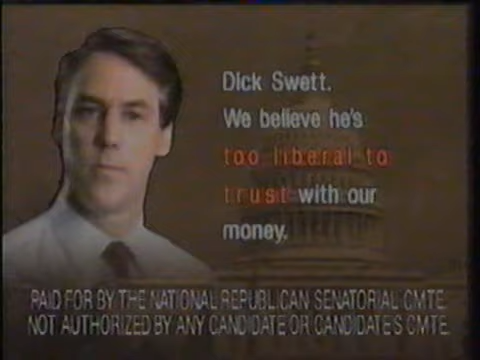 Dick Swett.
We believe he's
too liberal to
trust with our
money.
PAID FOR BY THE NATIONAL REPUBLICAN SENATORIAL CMTE.
NOT AUTHORIZED BY ANY CANDIDATE OR CANDIDATE'S CMTE.